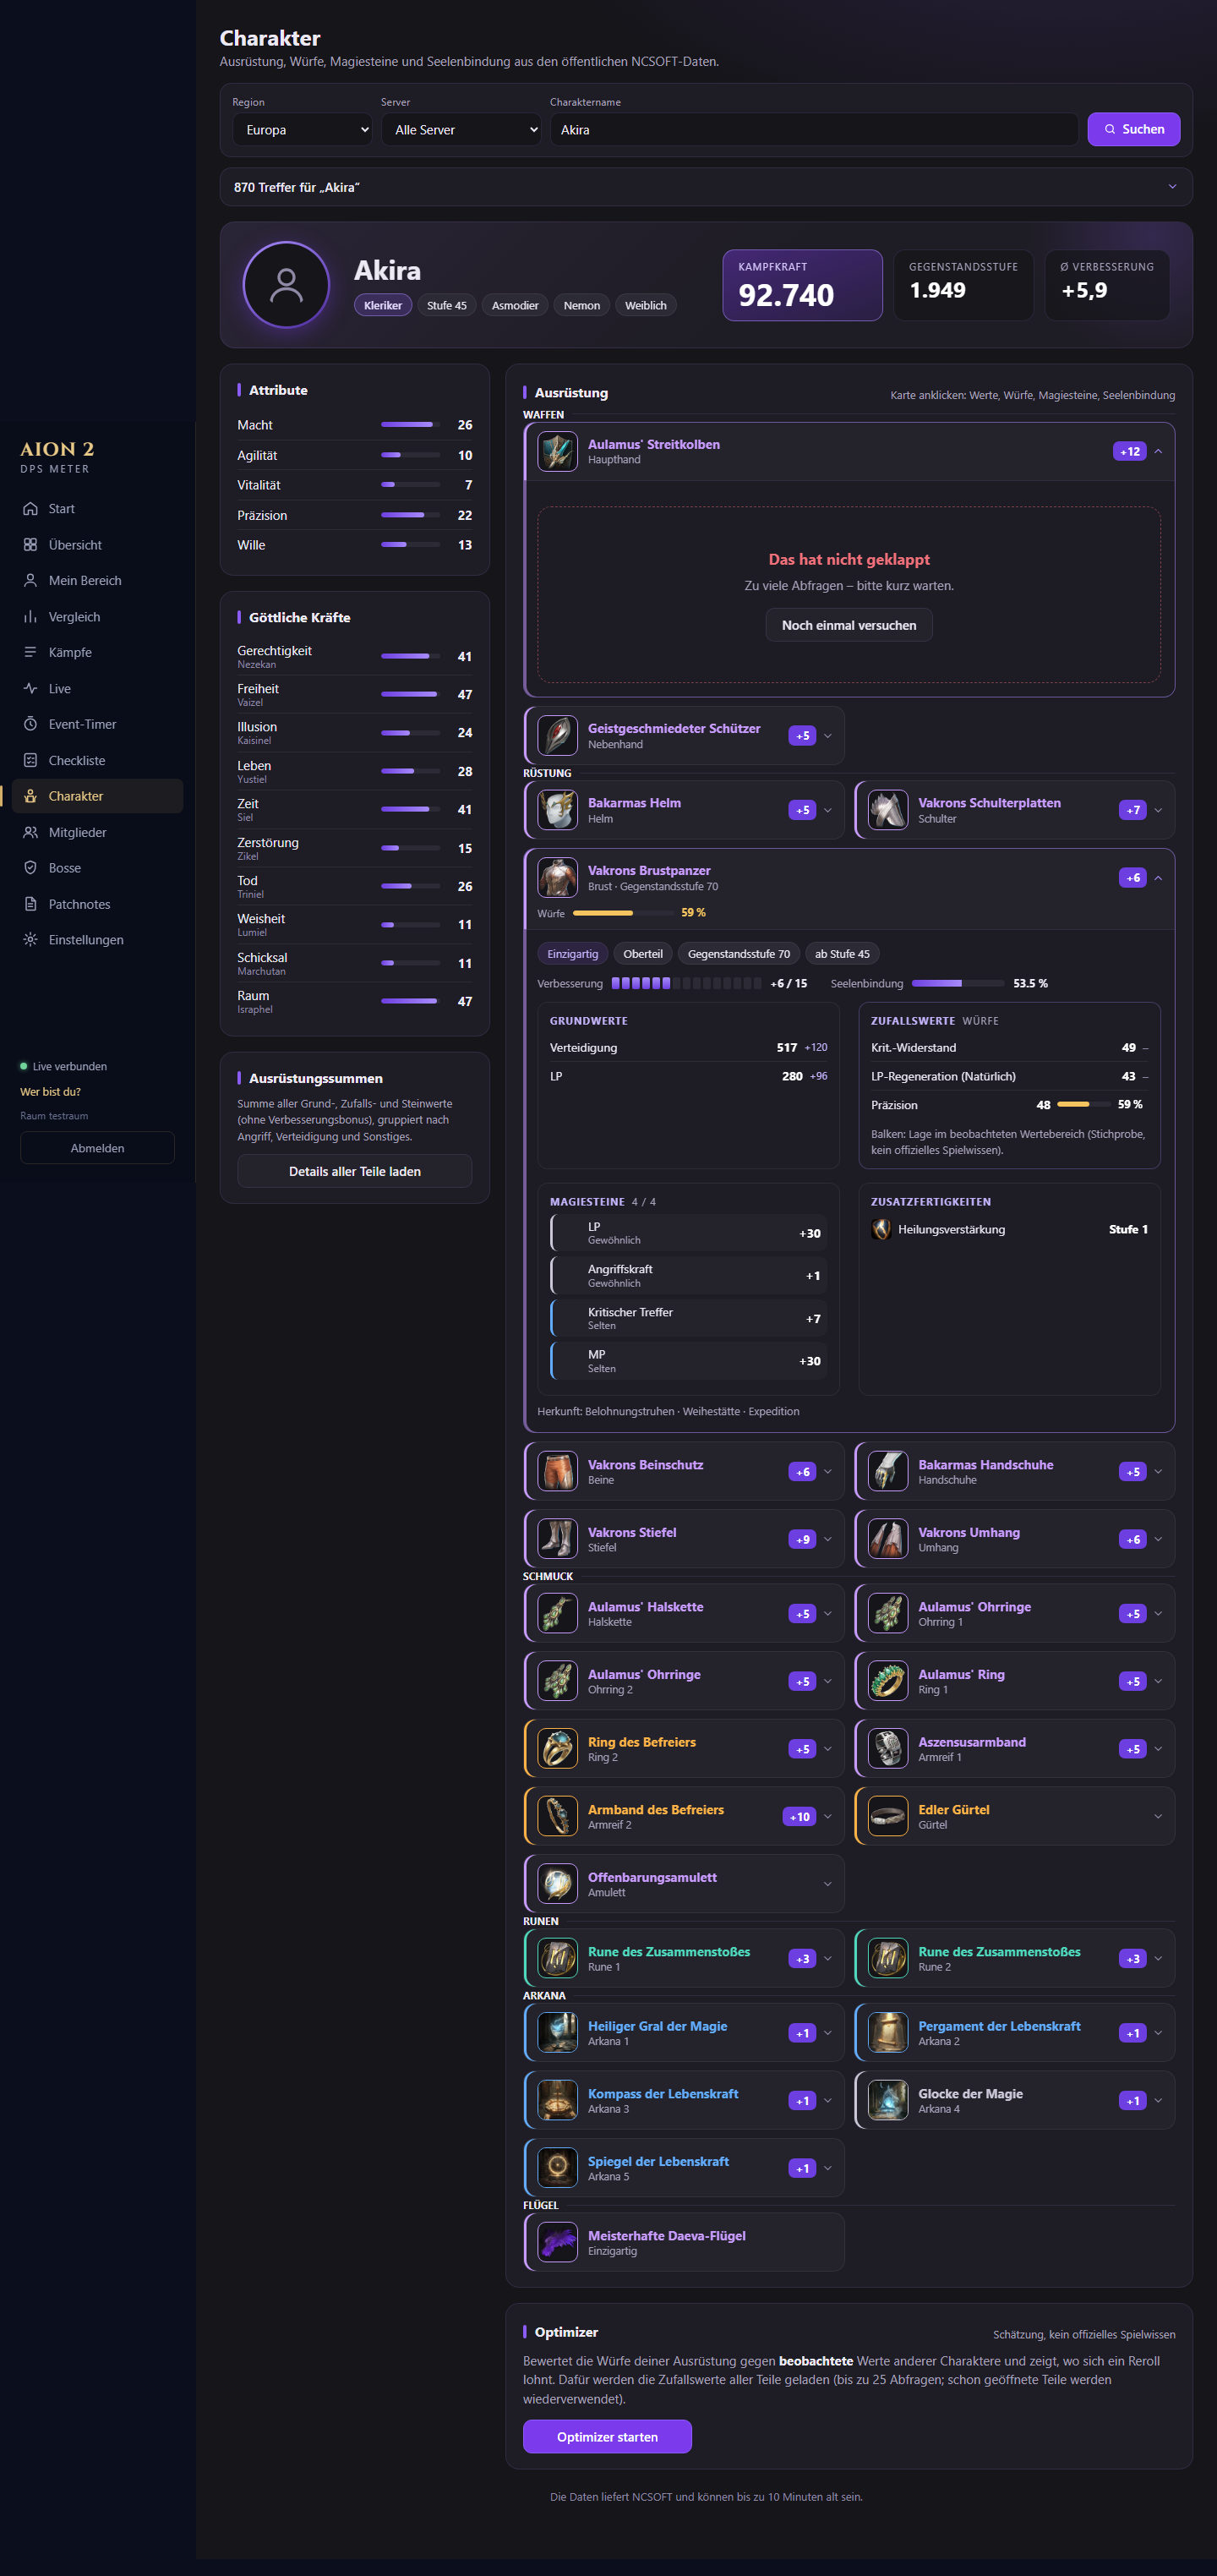 AION 2
DPS METER
Start
Übersicht
Mein Bereich
Vergleich
Kämpfe
Live
Event-Timer
Checkliste
Charakter
Mitglieder
Bosse
Patchnotes
Einstellungen
Live verbunden
Wer bist du?
Raum testraum
Abmelden
Charakter
Ausrüstung, Würfe, Magiesteine und Seelenbindung aus den öffentlichen NCSOFT-Daten.
Region
Server
Charaktername
Europa
Alle Server
Akira
Suchen
870 Treffer für „Akira“
Akira
Kleriker
Stufe 45
Asmodier
Nemon
Weiblich
KAMPFKRAFT
92.740
GEGENSTANDSSTUFE
1.949
Ø VERBESSERUNG
+5,9
Attribute
Macht 26
Agilität 10
Vitalität 7
Präzision 22
Wille 13
Göttliche Kräfte
Gerechtigkeit 41
Nezekan
Freiheit 47
Vaizel
Illusion 24
Kaisinel
Leben 28
Yustiel
Zeit 41
Siel
Zerstörung 15
Zikel
Tod 26
Triniel
Weisheit 11
Lumiel
Schicksal 11
Marchutan
Raum 47
Israphel
Ausrüstungssummen
Summe aller Grund-, Zufalls- und Steinwerte
(ohne Verbesserungsbonus), gruppiert nach
Angriff, Verteidigung und Sonstiges.
Details aller Teile laden
Ausrüstung
Karte anklicken: Werte, Würfe, Magiesteine, Seelenbindung
WAFFEN
Aulamus' Streitkolben
Haupthand
+12
Das hat nicht geklappt
Zu viele Abfragen – bitte kurz warten.
Noch einmal versuchen
Geistgeschmiedeter Schützer
Nebenhand
+5
RÜSTUNG
Bakarmas Helm
Helm
+5
Vakrons Schulterplatten
Schulter
+7
Vakrons Brustpanzer
Brust · Gegenstandsstufe 70
+6
Würfe 59 %
Einzigartig
Oberteil
Gegenstandsstufe 70
ab Stufe 45
Verbesserung +6 / 15
Seelenbindung 53.5 %
GRUNDWERTE
Verteidigung 517 +120
LP 280 +96
ZUFALLSWERTE WÜRFE
Krit.-Widerstand 49 –
LP-Regeneration (Natürlich) 43 –
Präzision 48 59 %
Balken: Lage im beobachteten Wertebereich (Stichprobe,
kein offizielles Spielwissen).
MAGIESTEINE 4 / 4
LP
Gewöhnlich
+30
Angriffskraft
Gewöhnlich
+1
Kritischer Treffer
Selten
+7
MP
Selten
+30
ZUSATZFERTIGKEITEN
Heilungsverstärkung Stufe 1
Herkunft: Belohnungstruhen · Weihestätte · Expedition
Vakrons Beinschutz
Beine
+6
Bakarmas Handschuhe
Handschuhe
+5
Vakrons Stiefel
Stiefel
+9
Vakrons Umhang
Umhang
+6
SCHMUCK
Aulamus' Halskette
Halskette
+5
Aulamus' Ohrringe
Ohrring 1
+5
Aulamus' Ohrringe
Ohrring 2
+5
Aulamus' Ring
Ring 1
+5
Ring des Befreiers
Ring 2
+5
Aszensusarmband
Armreif 1
+5
Armband des Befreiers
Armreif 2
+10
Edler Gürtel
Gürtel
Offenbarungsamulett
Amulett
RUNEN
Rune des Zusammenstoßes
Rune 1
+3
Rune des Zusammenstoßes
Rune 2
+3
ARKANA
Heiliger Gral der Magie
Arkana 1
+1
Pergament der Lebenskraft
Arkana 2
+1
Kompass der Lebenskraft
Arkana 3
+1
Glocke der Magie
Arkana 4
+1
Spiegel der Lebenskraft
Arkana 5
+1
FLÜGEL
Meisterhafte Daeva-Flügel
Einzigartig
Optimizer
Schätzung, kein offizielles Spielwissen
Bewertet die Würfe deiner Ausrüstung gegen beobachtete Werte anderer Charaktere und zeigt, wo sich ein Reroll
lohnt. Dafür werden die Zufallswerte aller Teile geladen (bis zu 25 Abfragen; schon geöffnete Teile werden
wiederverwendet).
Optimizer starten
Die Daten liefert NCSOFT und können bis zu 10 Minuten alt sein.